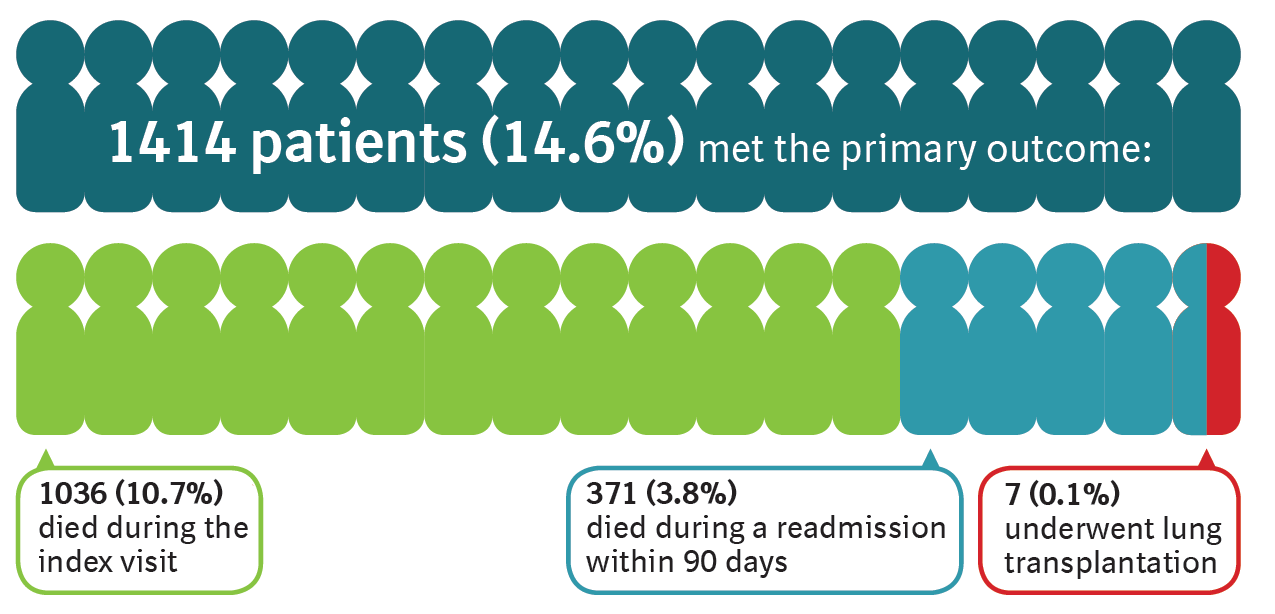 1414 patients (14.6%) met the primary outcome:
1036 (10.7%)
died during the
index visit
371 (3.8%)
died during a readmission
within 90 days
7 (0.1%)
underwent lung
transplantation